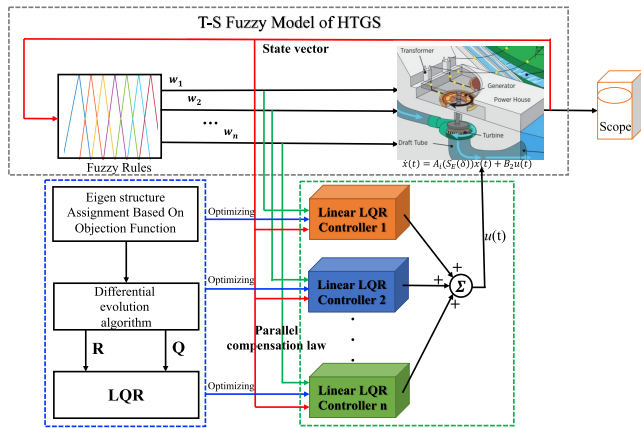 T-S Fuzzy Model of HTGS
State vector
w1
w2
...
wn
Fuzzy Rules
Transformer
Generator
Power House
Turbine
Draft Tube
ẋ(t) = Ai(SE(δ))x(t) + B2u(t)
Scope
Eigen structure
Assignment Based On
Objection Function
Differential
evolution
algorithm
R
Q
LQR
Optimizing
Optimizing
Optimizing
Linear LQR
Controller 1
Linear LQR
Controller 2
Parallel
compensation law
Linear LQR
Controller n
+
+
+
Σ
u(t)